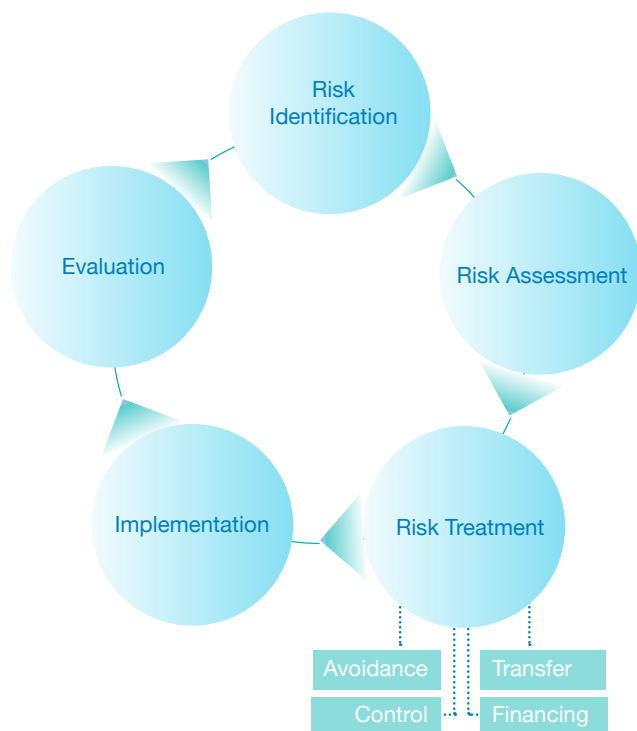 Risk
Identification
Evaluation
Risk Assessment
Implementation
Risk Treatment
Avoidance
Transfer
Control
Financing